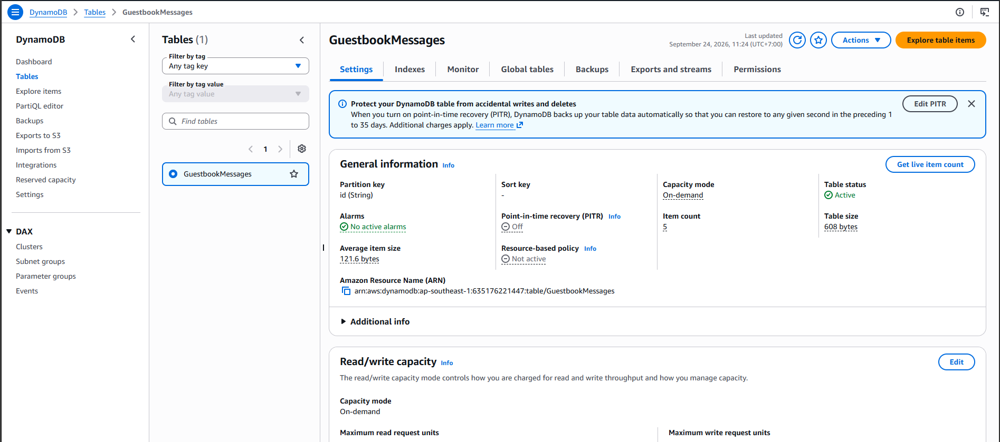 DynamoDB
Tables
GuestbookMessages
DynamoDB
Dashboard
Tables
Explore items
PartiQL editor
Backups
Exports to S3
Imports from S3
Integrations
Reserved capacity
Settings
DAX
Clusters
Subnet groups
Parameter groups
Events
Tables (1)
Filter by tag
Any tag key
Filter by tag value
Any tag value
Find tables
1
GuestbookMessages
GuestbookMessages
Last updated
September 24, 2026, 11:24 (UTC+7:00)
Actions
Explore table items
Settings
Indexes
Monitor
Global tables
Backups
Exports and streams
Permissions
Protect your DynamoDB table from accidental writes and deletes
When you turn on point-in-time recovery (PITR), DynamoDB backs up your table data automatically so that you can restore to any given second in the preceding 1
to 35 days. Additional charges apply. Learn more
Edit PITR
General information Info
Get live item count
Partition key
id (String)
Sort key
-
Capacity mode
On-demand
Table status
Active
Alarms
No active alarms
Point-in-time recovery (PITR) Info
Off
Item count
5
Table size
608 bytes
Average item size
121.6 bytes
Resource-based policy Info
Not active
Amazon Resource Name (ARN)
arn:aws:dynamodb:ap-southeast-1:635176221447:table/GuestbookMessages
Additional info
Read/write capacity Info
Edit
The read/write capacity mode controls how you are charged for read and write throughput and how you manage capacity.
Capacity mode
On-demand
Maximum read request units
Maximum write request units